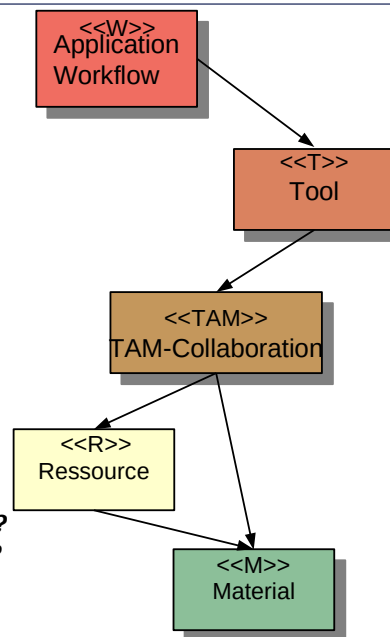 <<W>>
Application
Workflow
<<T>>
Tool
<<TAM>>
TAM-Collaboration
<<R>>
Ressource
?
<<M>>
Material